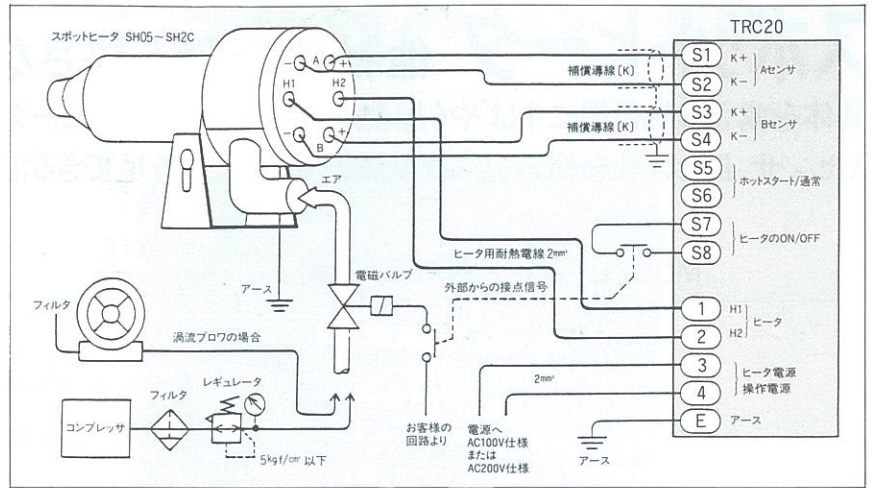 スポットヒータ SH05～SH2C
TRC20
－ A ＋
H1 H2
－ B ＋
補償導線〔K〕
補償導線〔K〕
S1 K+
S2 K−
Aセンサ
S3 K+
S4 K−
Bセンサ
S5
S6
ホットスタート/通常
S7
S8
ヒータのON/OFF
エア
ヒータ用耐熱電線2mm²
電磁バルブ
外部からの接点信号
アース
フィルタ
渦流ブロワの場合
1 H1
2 H2
ヒータ
3
4
ヒータ電源
操作電源
2mm²
E アース
フィルタ
レギュレータ
コンプレッサ
5kgf/cm² 以下
お客様の
回路より
電源へ
AC100V仕様
または
AC200V仕様
アース